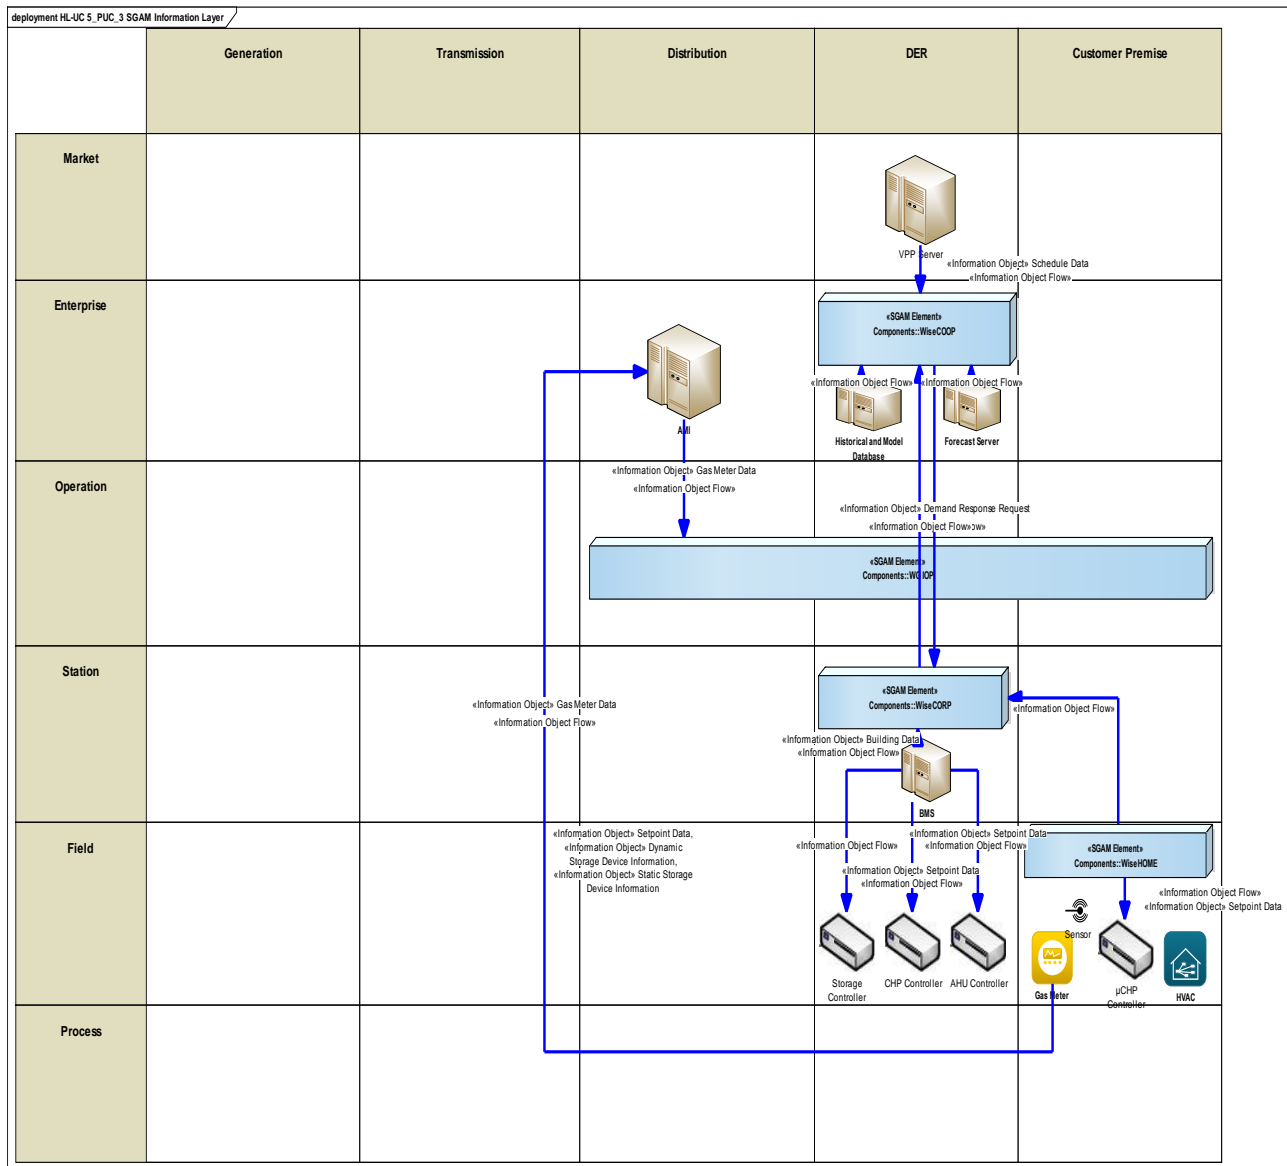 deployment HL-UC 5_PUC_3 SGAM Information Layer
Generation
Transmission
Distribution
DER
Customer Premise
Market
VPP Server
«Information Object» Schedule Data
«Information Object Flow»
Enterprise
«SGAM Element»
Components::WiseCOOP
AMI
«Information Object Flow»
«Information Object Flow»
Historical and Model
Database
Forecast Server
«Information Object» Gas Meter Data
«Information Object Flow»
Operation
«Information Object» Demand Response Request
«Information Object Flow»
«SGAM Element»
Components::WGIOP
Station
«SGAM Element»
Components::WiseCORP
«Information Object» Gas Meter Data
«Information Object Flow»
«Information Object Flow»
«Information Object» Building Data
«Information Object Flow»
BMS
Field
«Information Object» Setpoint Data,
«Information Object» Dynamic
Storage Device Information,
«Information Object» Static Storage
Device Information
«Information Object Flow»
«Information Object» Setpoint Data
«Information Object Flow»
«Information Object» Setpoint Data
«Information Object Flow»
«SGAM Element»
Components::WiseHOME
«Information Object Flow»
«Information Object» Setpoint Data
Sensor
Storage
Controller
CHP Controller
AHU Controller
Gas Meter
µCHP
Controller
HVAC
Process